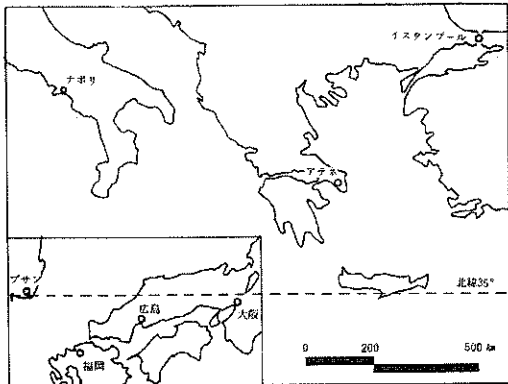 イスタンブール
ナポリ
アテネ
プサン
広島
大阪
福岡
北緯35°
0 200 500 km